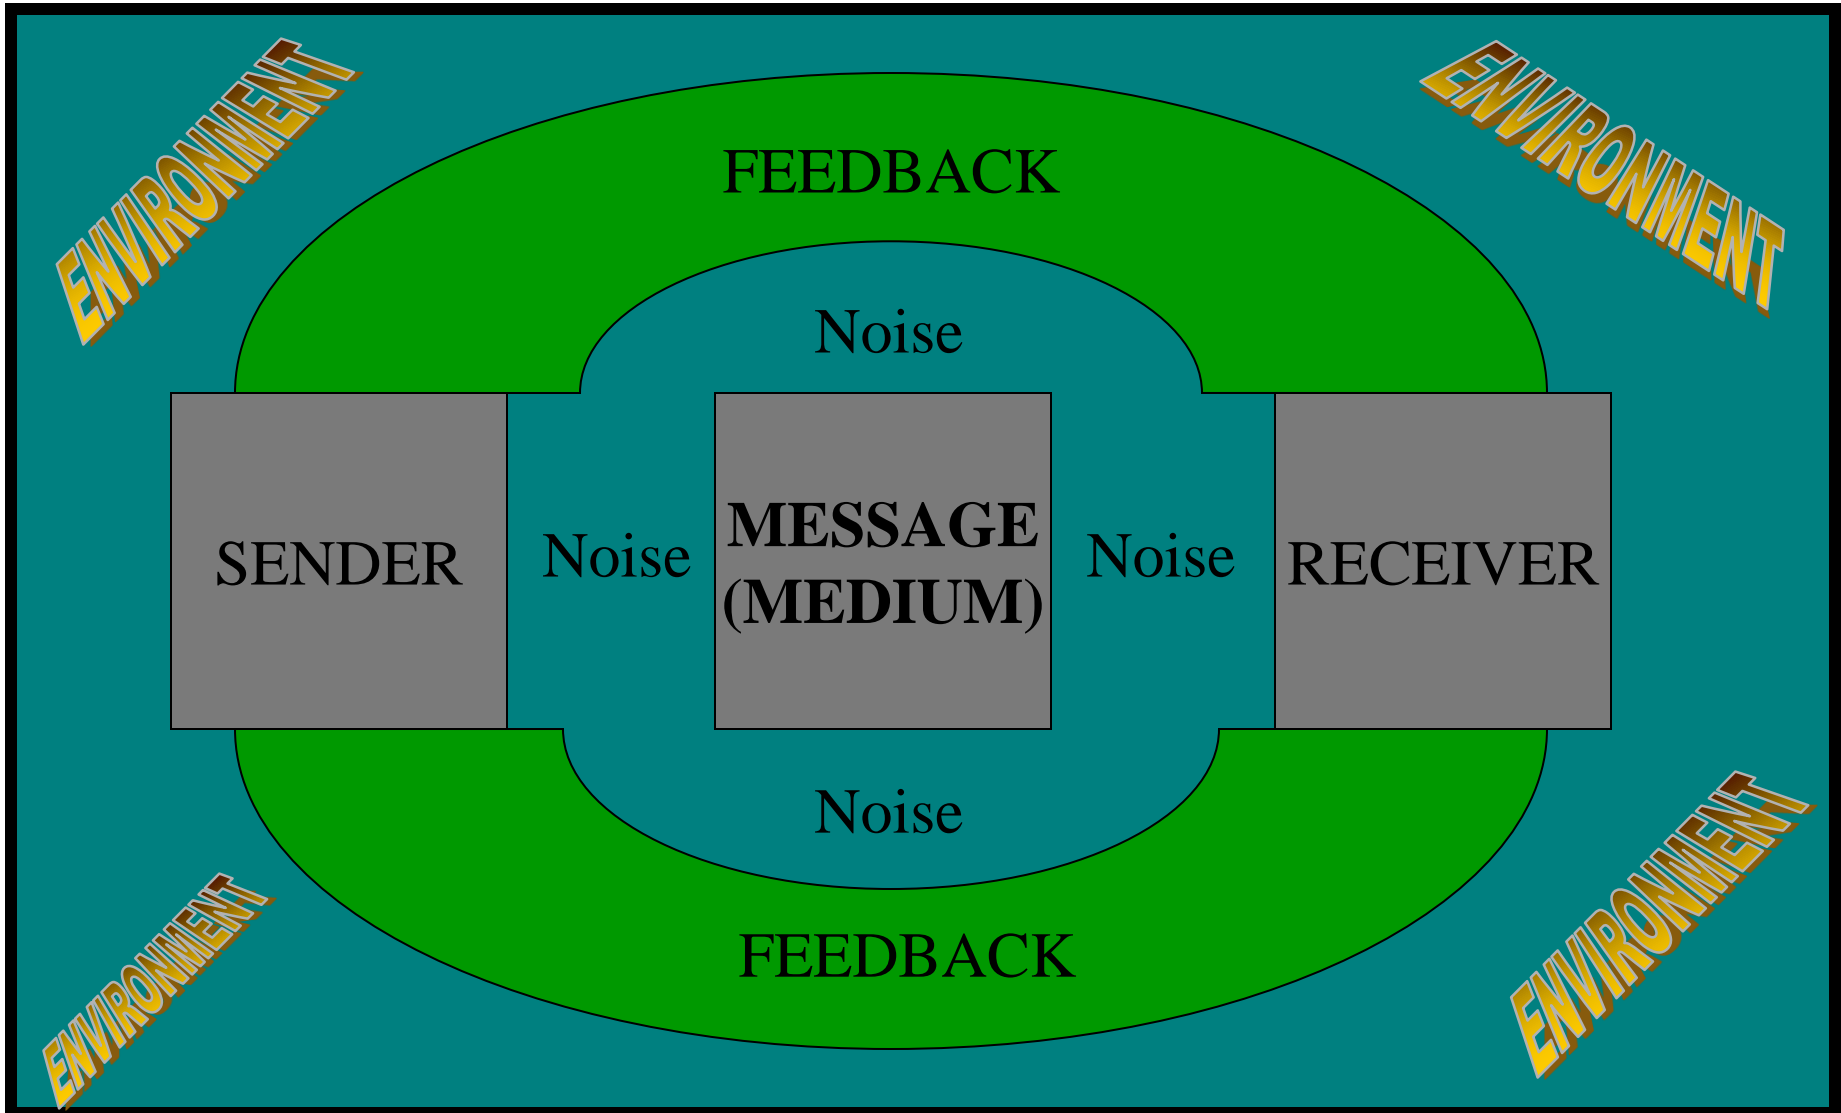 ENVIRONMENT
ENVIRONMENT
FEEDBACK
Noise
SENDER
Noise
MESSAGE
(MEDIUM)
Noise
RECEIVER
Noise
FEEDBACK
ENVIRONMENT
ENVIRONMENT